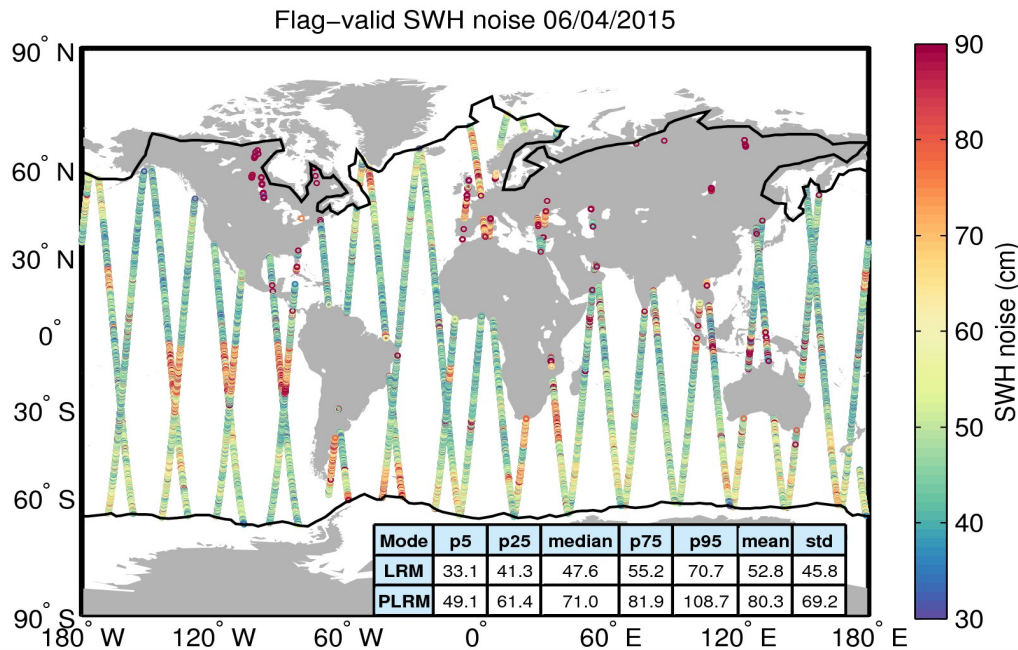 Flag–valid SWH noise 06/04/2015
90° N
60° N
30° N
0°
30° S
60° S
90° S
180° W
120° W
60° W
0°
60° E
120° E
180° E
Mode p5 p25 median p75 p95 mean std
LRM 33.1 41.3 47.6 55.2 70.7 52.8 45.8
PLRM 49.1 61.4 71.0 81.9 108.7 80.3 69.2
90
80
70
60
50
40
30
SWH noise (cm)